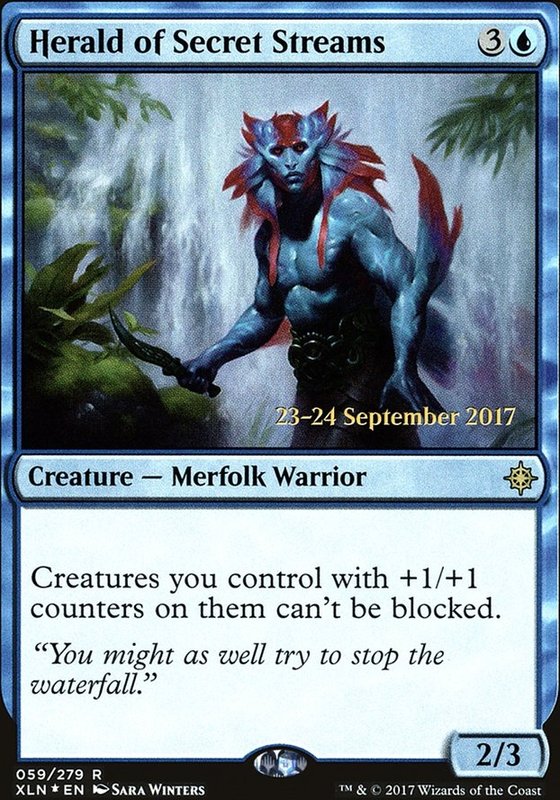 Herald of Secret Streams 3
23–24 September 2017
Creature — Merfolk Warrior
Creatures you control with +1/+1
counters on them can't be blocked.
“You might as well try to stop the
waterfall.”
2/3
059/279 R
XLN ★ EN Sara Winters
™ & © 2017 Wizards of the Coast